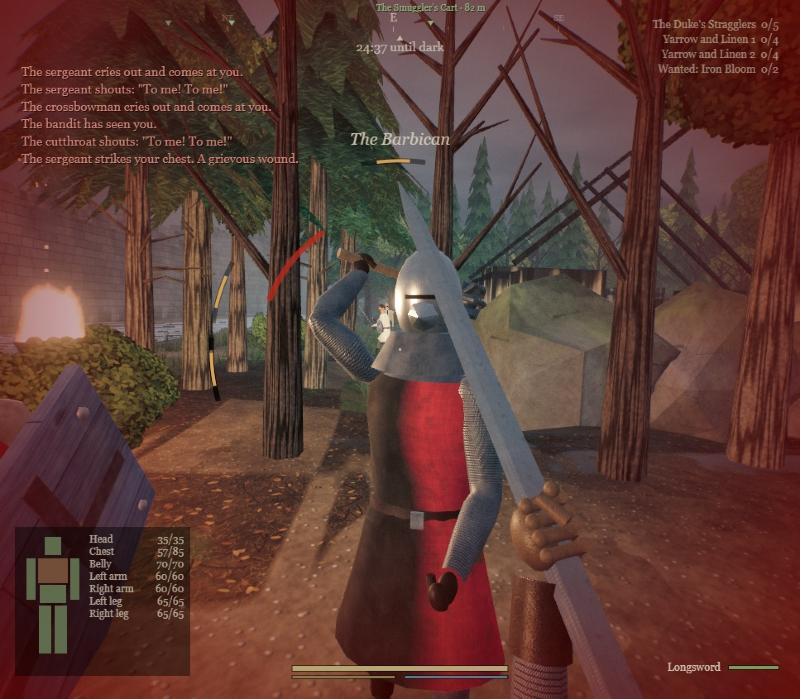 The Smuggler's Cart - 82 m
NE
E
SE
24:37 until dark
The Duke's Stragglers 0/5
Yarrow and Linen 1 0/4
Yarrow and Linen 2 0/4
Wanted: Iron Bloom 0/2
The sergeant cries out and comes at you.
The sergeant shouts: "To me! To me!"
The crossbowman cries out and comes at you.
The bandit has seen you.
The cutthroat shouts: "To me! To me!"
The sergeant strikes your chest. A grievous wound.
The Barbican
Head 35/35
Chest 57/85
Belly 70/70
Left arm 60/60
Right arm 60/60
Left leg 65/65
Right leg 65/65
Longsword